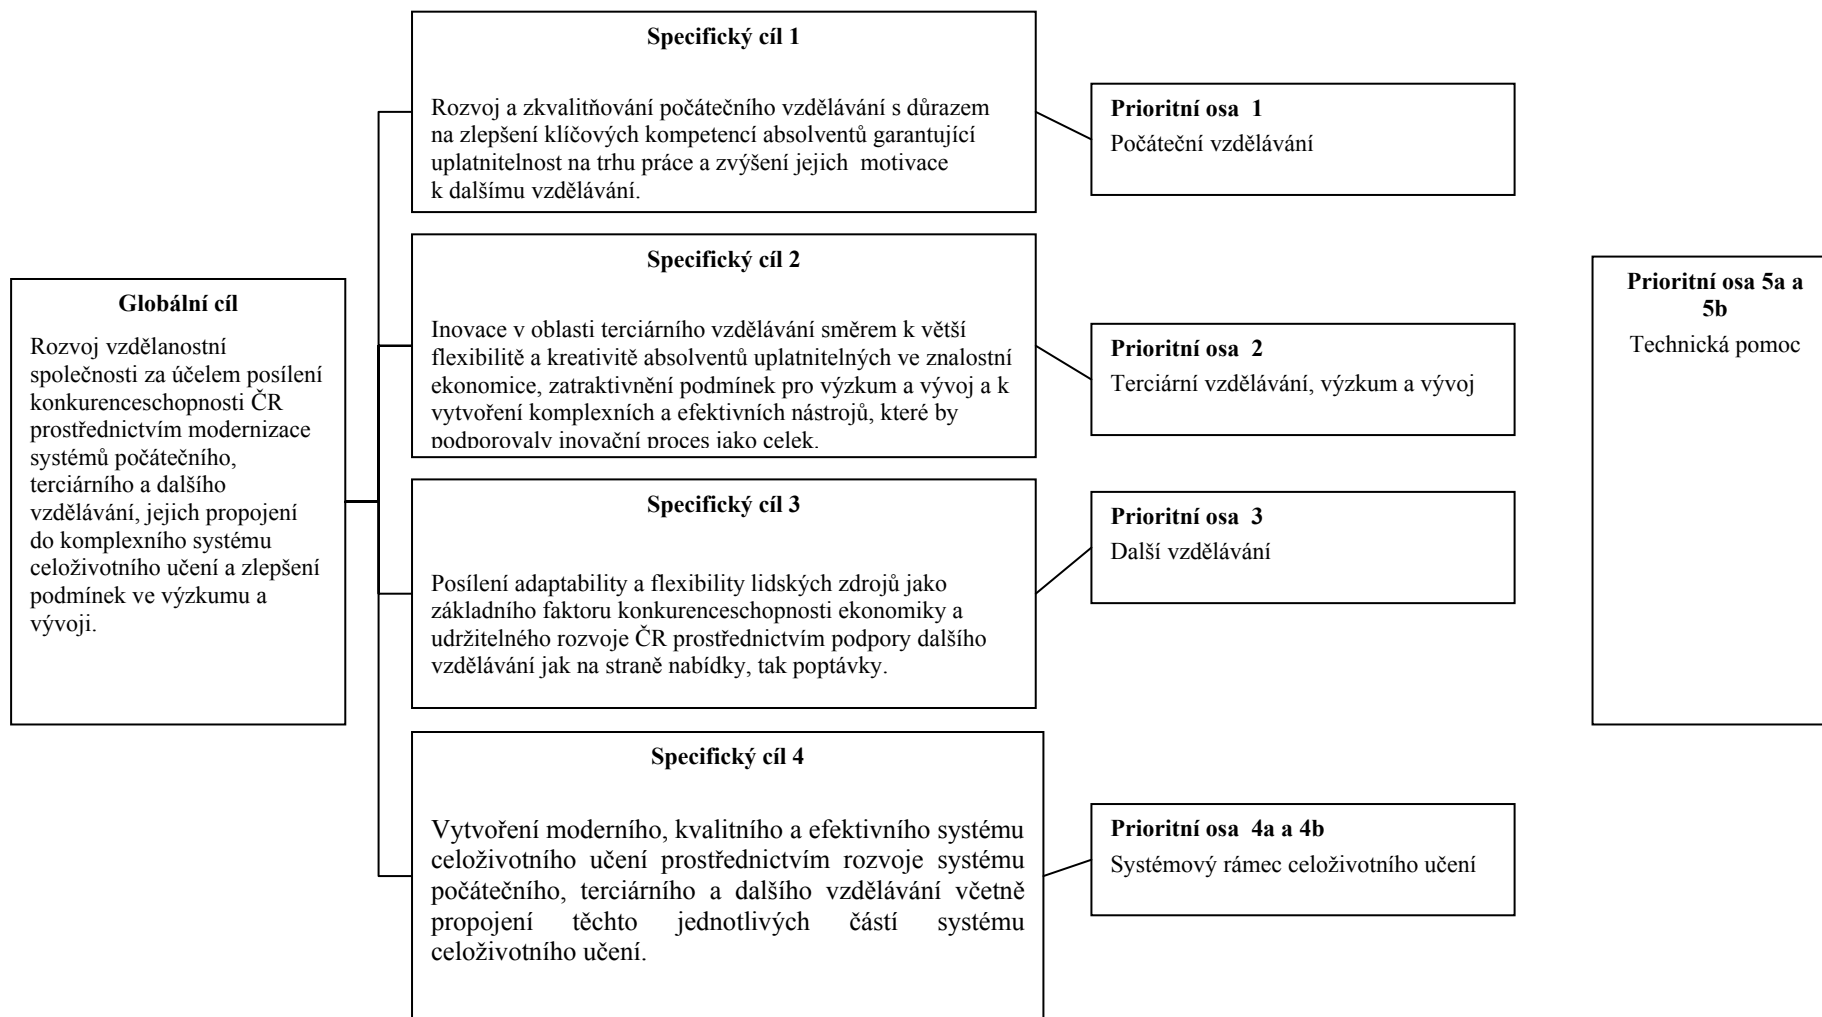 Globální cíl
Rozvoj vzdělanostní
společnosti za účelem posílení
konkurenceschopnosti ČR
prostřednictvím modernizace
systémů počátečního,
terciárního a dalšího
vzdělávání, jejich propojení
do komplexního systému
celoživotního učení a zlepšení
podmínek ve výzkumu a
vývoji.
Specifický cíl 1
Rozvoj a zkvalitňování počátečního vzdělávání s důrazem
na zlepšení klíčových kompetencí absolventů garantující
uplatnitelnost na trhu práce a zvýšení jejich motivace
k dalšímu vzdělávání.
Specifický cíl 2
Inovace v oblasti terciárního vzdělávání směrem k větší
flexibilitě a kreativitě absolventů uplatnitelných ve znalostní
ekonomice, zatraktivnění podmínek pro výzkum a vývoj a k
vytvoření komplexních a efektivních nástrojů, které by
podporovaly inovační proces jako celek.
Specifický cíl 3
Posílení adaptability a flexibility lidských zdrojů jako
základního faktoru konkurenceschopnosti ekonomiky a
udržitelného rozvoje ČR prostřednictvím podpory dalšího
vzdělávání jak na straně nabídky, tak poptávky.
Specifický cíl 4
Vytvoření moderního, kvalitního a efektivního systému
celoživotního učení prostřednictvím rozvoje systému
počátečního, terciárního a dalšího vzdělávání včetně
propojení těchto jednotlivých částí systému
celoživotního učení.
Prioritní osa 1
Počáteční vzdělávání
Prioritní osa 2
Terciární vzdělávání, výzkum a vývoj
Prioritní osa 3
Další vzdělávání
Prioritní osa 4a a 4b
Systémový rámec celoživotního učení
Prioritní osa 5a a
5b
Technická pomoc